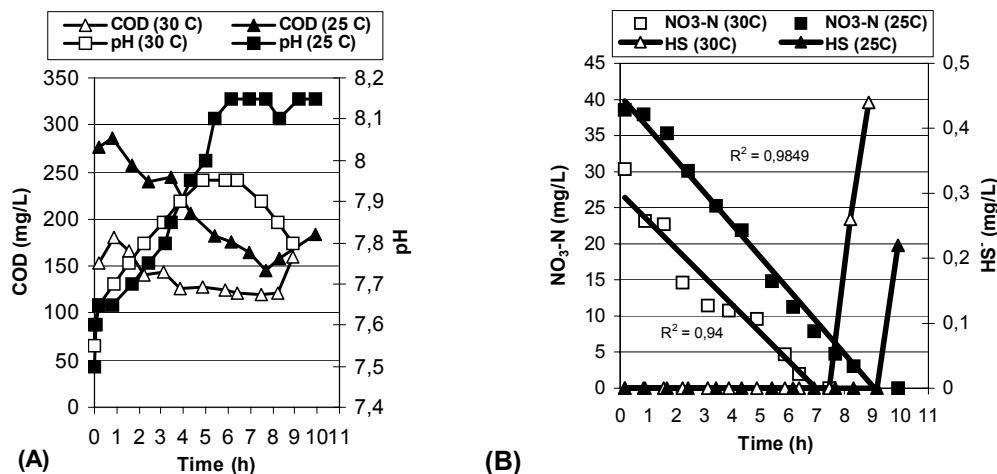 COD (30 C) COD (25 C)
pH (30 C) pH (25 C)
350
300
250
200
150
100
50
0
COD (mg/L)
8,2
8,1
8
7,9
7,8
7,7
7,6
7,5
7,4
pH
0 1 2 3 4 5 6 7 8 9 10 11
Time (h)
(A)
NO3-N (30C) NO3-N (25C)
HS (30C) HS (25C)
45
40
35
30
25
20
15
10
5
0
NO₃-N (mg/L)
R² = 0,9849
R² = 0,94
0,5
0,4
0,3
0,2
0,1
0
HS⁻ (mg/L)
0 1 2 3 4 5 6 7 8 9 10 11
Time (h)
(B)